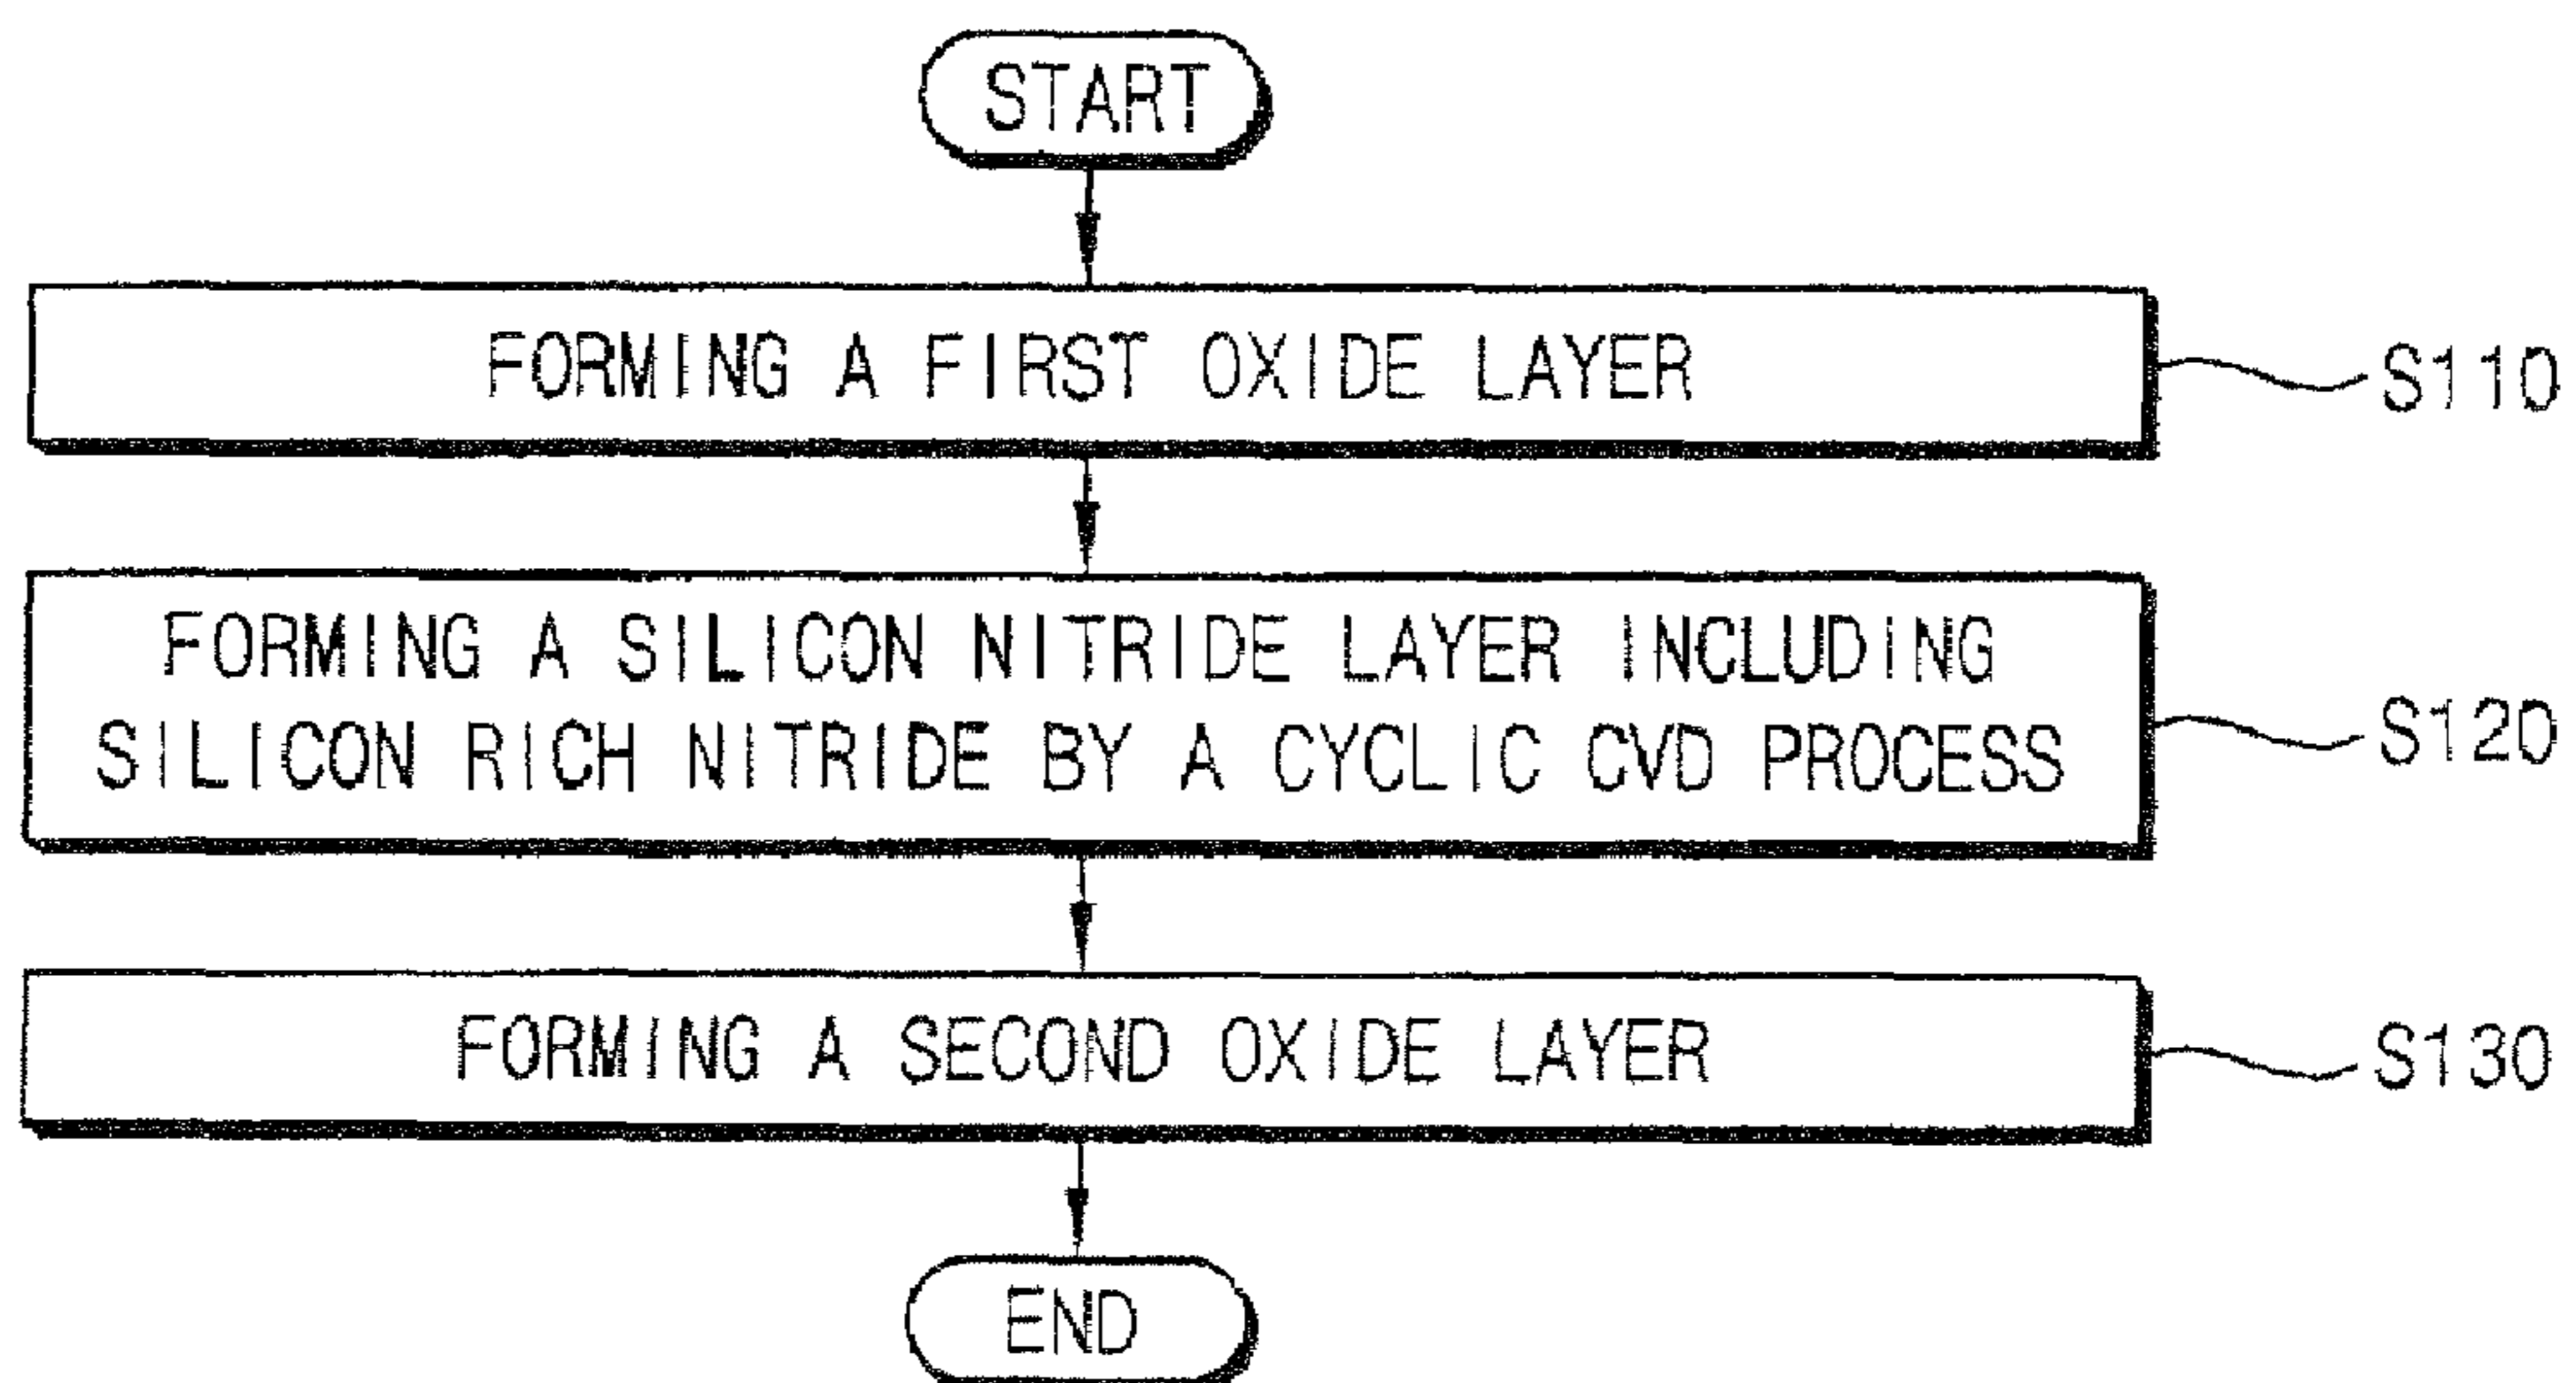 START
FORMING A FIRST OXIDE LAYER
S110
FORMING A SILICON NITRIDE LAYER INCLUDING
SILICON RICH NITRIDE BY A CYCLIC CVD PROCESS
S120
FORMING A SECOND OXIDE LAYER
S130
END